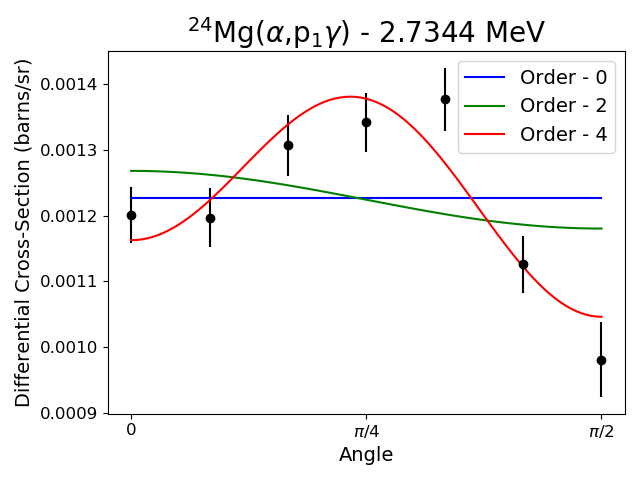 ²⁴Mg(α,p₁γ) - 2.7344 MeV
Differential Cross-Section (barns/sr)
0.0014
0.0013
0.0012
0.0011
0.0010
0.0009
Order - 0
Order - 2
Order - 4
0
π/4
π/2
Angle